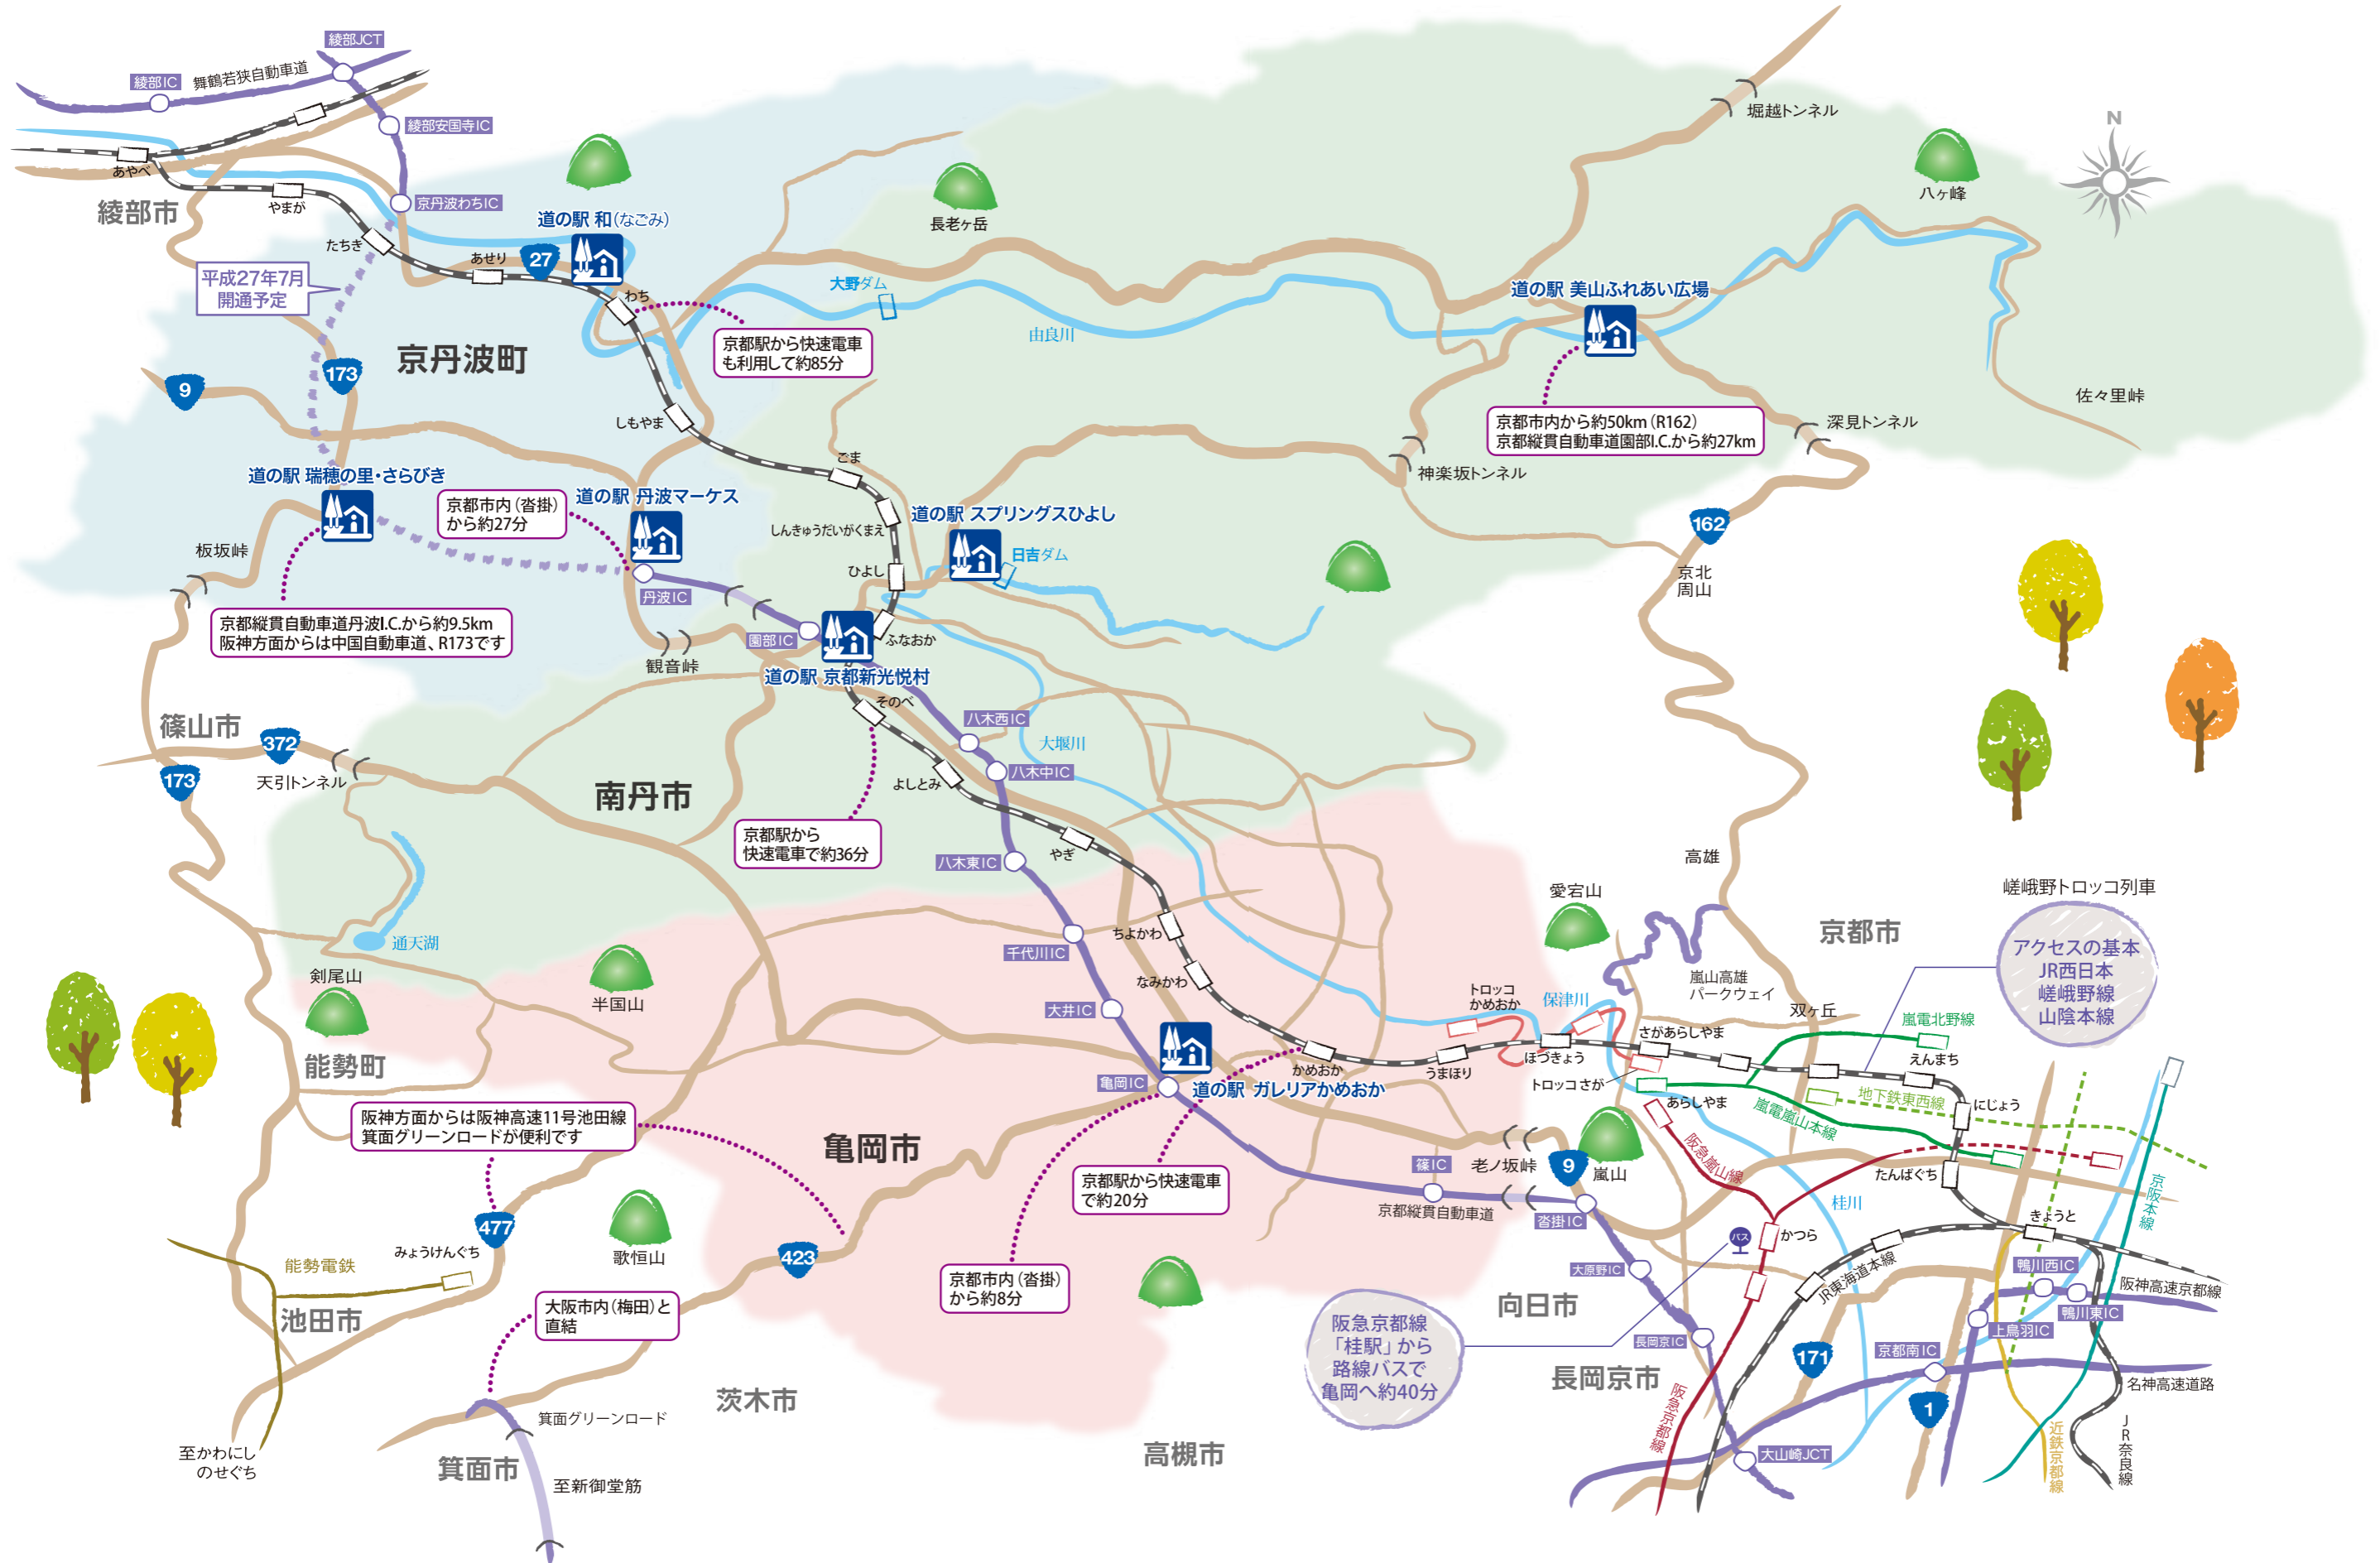 綾部JCT
綾部IC
舞鶴若狭自動車道
綾部安国寺IC
あやべ
綾部市
やまが
京丹波わちIC
たちき
あせり
27
道の駅 和(なごみ)
わち
平成27年7月
開通予定
京丹波町
173
9
京都駅から快速電車
も利用して約85分
長老ヶ岳
大野ダム
由良川
堀越トンネル
八ヶ峰
N
道の駅 美山ふれあい広場
京都市内から約50km(R162)
京都縦貫自動車道園部I.C.から約27km
佐々里峠
深見トンネル
神楽坂トンネル
162
京北
周山
しもやま
ごま
しんきゅうだいがくまえ
ひよし
ふなおか
道の駅 瑞穂の里・さらびき
京都市内(沓掛)
から約27分
道の駅 丹波マーケス
道の駅 スプリングスひよし
日吉ダム
板坂峠
京都縦貫自動車道丹波I.C.から約9.5km
阪神方面からは中国自動車道、R173です
丹波IC
園部IC
観音峠
道の駅 京都新光悦村
そのべ
八木西IC
大堰川
八木中IC
よしとみ
篠山市
372
173
天引トンネル
南丹市
京都駅から
快速電車で約36分
八木東IC
やぎ
高雄
愛宕山
京都市
嵯峨野トロッコ列車
アクセスの基本
JR西日本
嵯峨野線
山陰本線
通天湖
剣尾山
半国山
千代川IC
ちよかわ
なみかわ
大井IC
トロッコ
かめおか
保津川
嵐山高雄
パークウェイ
双ヶ丘
嵐電北野線
さがあらしやま
えんまち
ほづきょう
うまほり
かめおか
トロッコさが
地下鉄東西線
にじょう
あらしやま
嵐電嵐山本線
能勢町
亀岡IC
道の駅 ガレリアかめおか
阪神方面からは阪神高速11号池田線
箕面グリーンロードが便利です
亀岡市
京都駅から快速電車
で約20分
篠IC
老ノ坂峠
9
嵐山
阪急嵐山線
たんばぐち
京都縦貫自動車道
沓掛IC
桂川
京阪本線
477
みょうけんぐち
歌恒山
423
能勢電鉄
池田市
京都市内(沓掛)
から約8分
大阪市内(梅田)と
直結
バス
かつら
きょうと
大原野IC
JR東海道本線
鴨川西IC
阪神高速京都線
鴨川東IC
上鳥羽IC
向日市
阪急京都線
「桂駅」から
路線バスで
亀岡へ約40分
長岡京IC
長岡京市
171
京都南IC
名神高速道路
1
茨木市
箕面グリーンロード
至かわにし
のせぐち
箕面市
至新御堂筋
高槻市
阪急京都線
大山崎JCT
近鉄京都線
JR奈良線